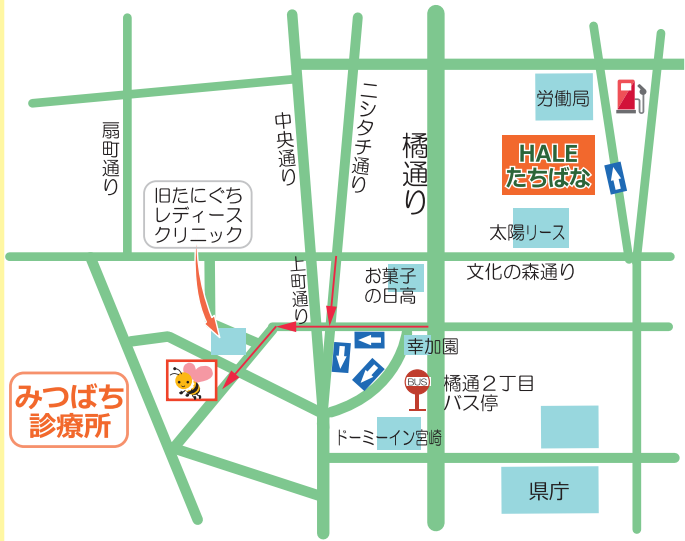 扇町通り
中央通り
ニシタチ通り
橘通り
労働局
HALE
たちばな
旧たにぐち
レディース
クリニック
太陽リース
上町通り
お菓子
の日高
文化の森通り
幸加園
BUS
橘通２丁目
バス停
みつばち
診療所
ドーミーイン宮崎
県庁